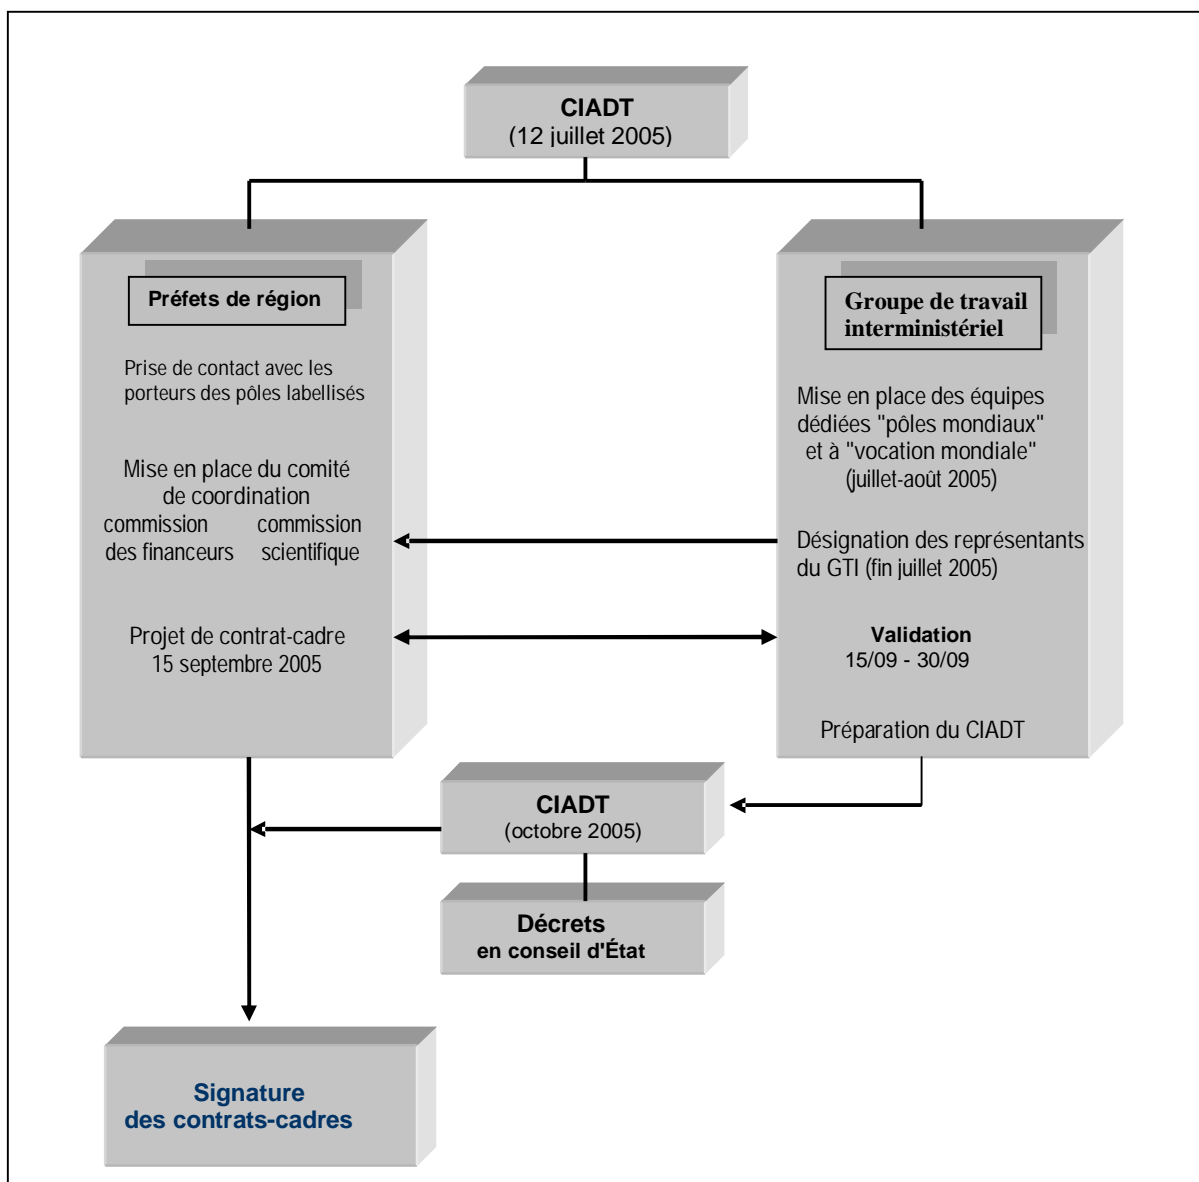 CIADT
(12 juillet 2005)
Préfets de région
Prise de contact avec les
porteurs des pôles labellisés
Mise en place du comité
de coordination
commission commission
des financeurs scientifique
Projet de contrat-cadre
15 septembre 2005
Groupe de travail
interministériel
Mise en place des équipes
dédiées "pôles mondiaux"
et à "vocation mondiale"
(juillet-août 2005)
Désignation des représentants
du GTI (fin juillet 2005)
Validation
15/09 - 30/09
Préparation du CIADT
CIADT
(octobre 2005)
Décrets
en conseil d'État
Signature
des contrats-cadres